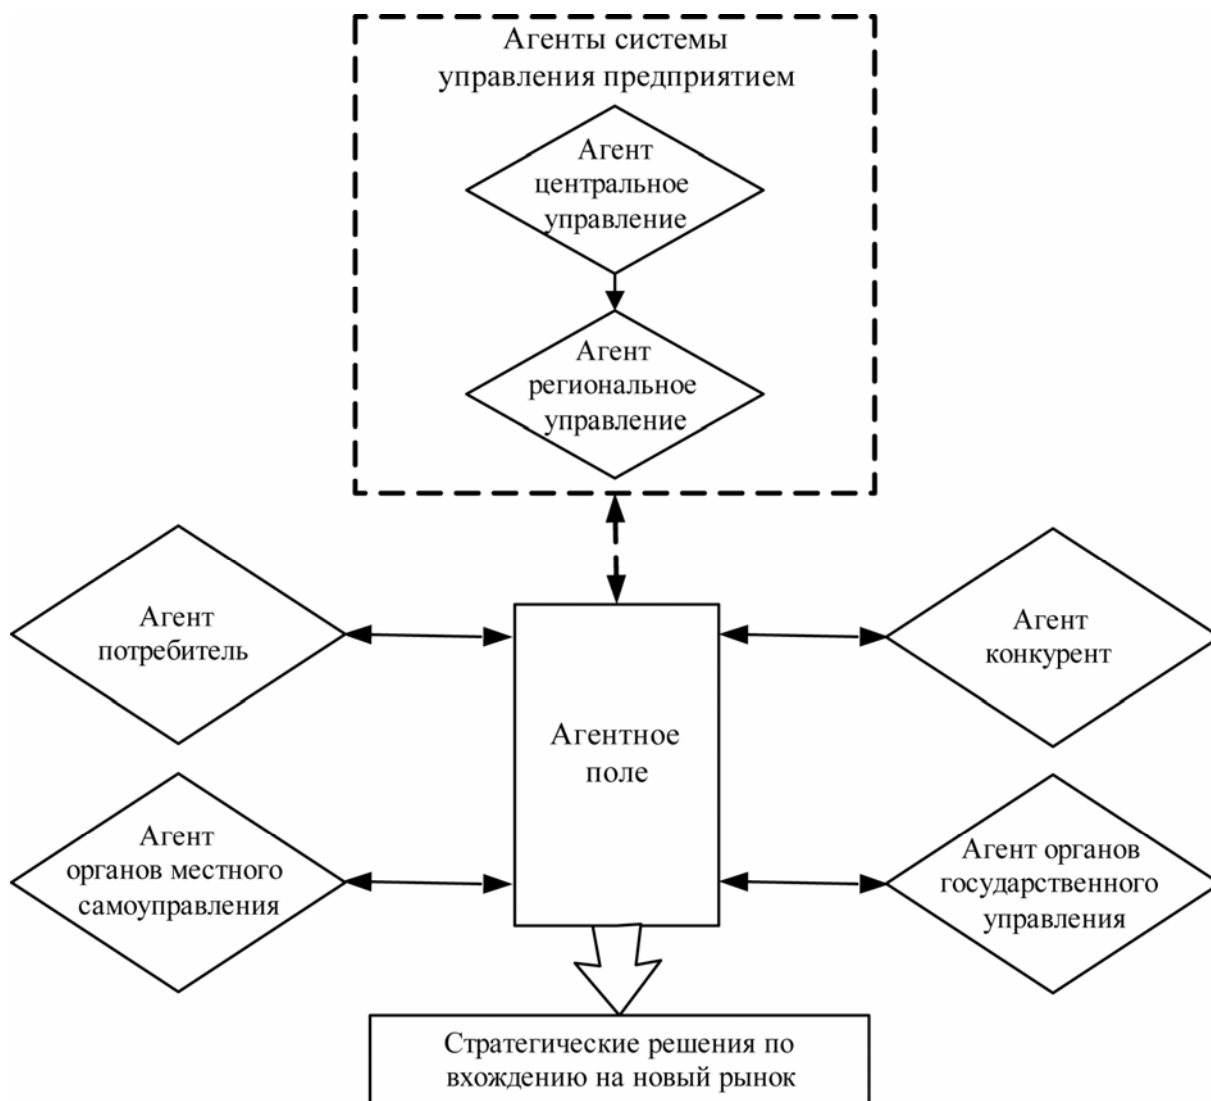 Агенты системы
управления предприятием
Агент
центральное
управление
Агент
региональное
управление
Агент
потребитель
Агент
конкурент
Агентное
поле
Агент
органов местного
самоуправления
Агент органов
государственного
управления
Стратегические решения по
вхождению на новый рынок